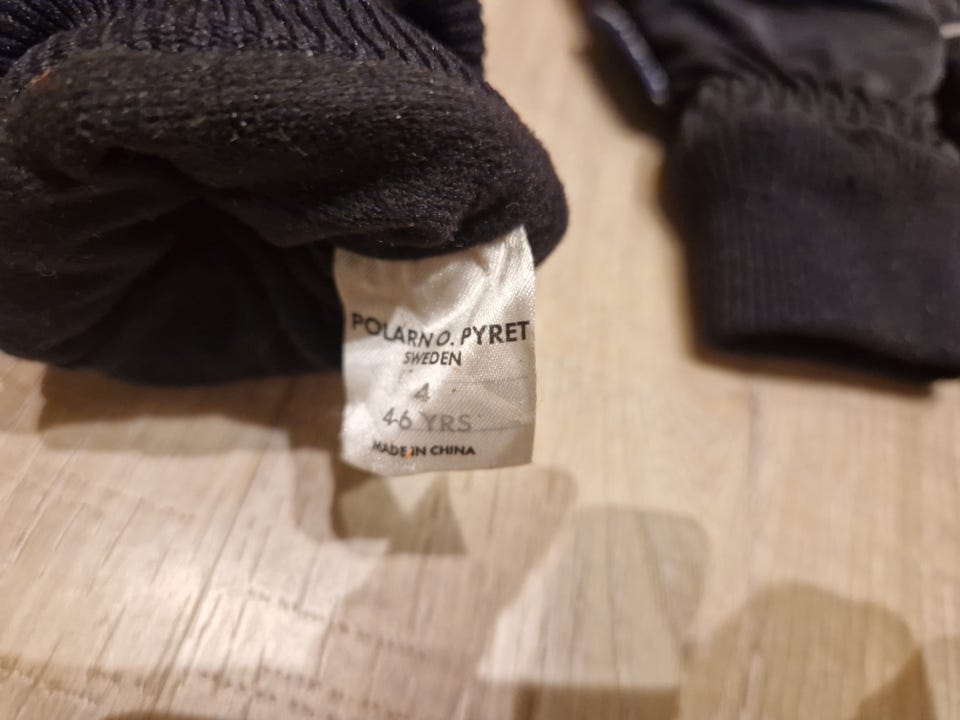 POLARN O. PYRET
SWEDEN
4
4-6 YRS
MADE IN CHINA